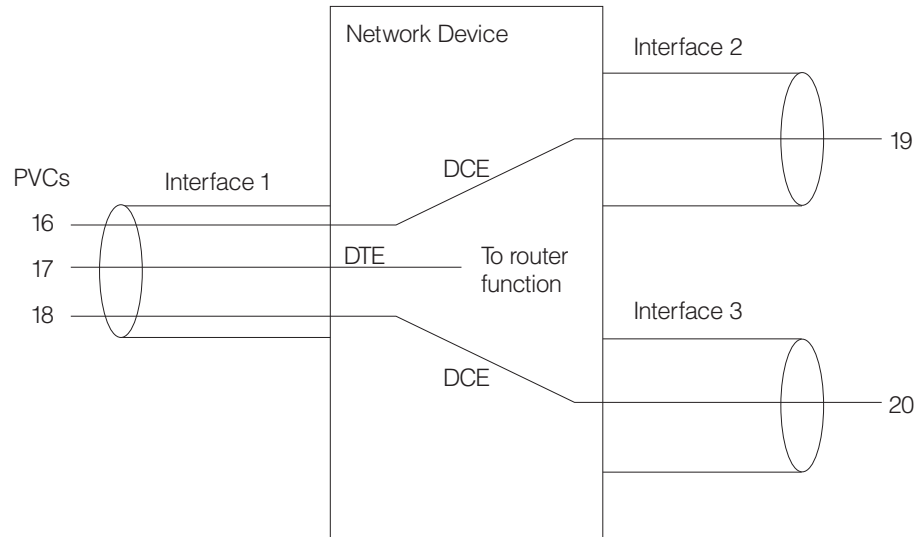 Network Device
Interface 2
19
DCE
PVCs
Interface 1
16
DTE
To router
function
17
18
Interface 3
DCE
20